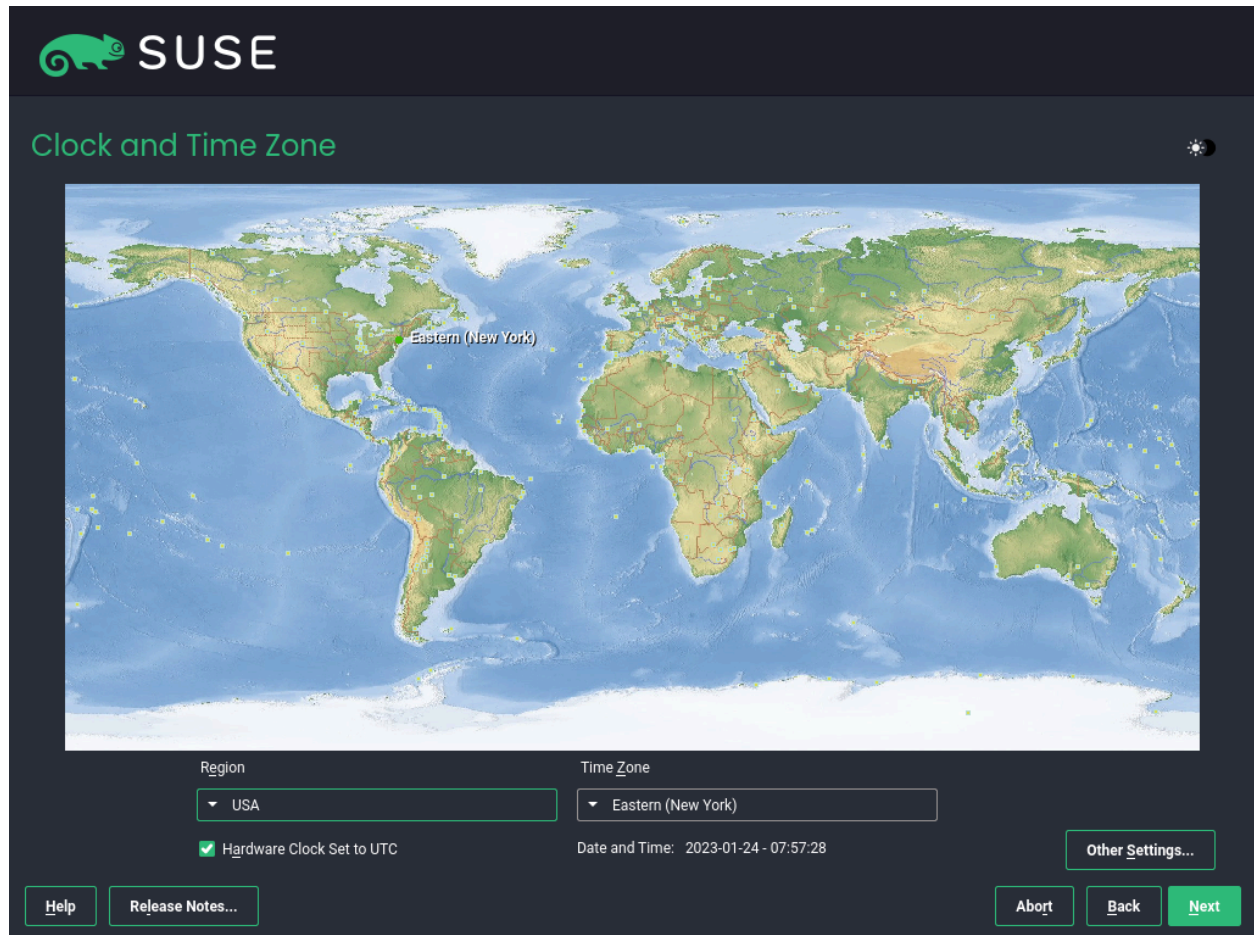 SUSE
Clock and Time Zone
Eastern (New York)
Region
Time Zone
USA
Eastern (New York)
Hardware Clock Set to UTC
Date and Time: 2023-01-24 - 07:57:28
Other Settings...
Help
Release Notes...
Abort
Back
Next